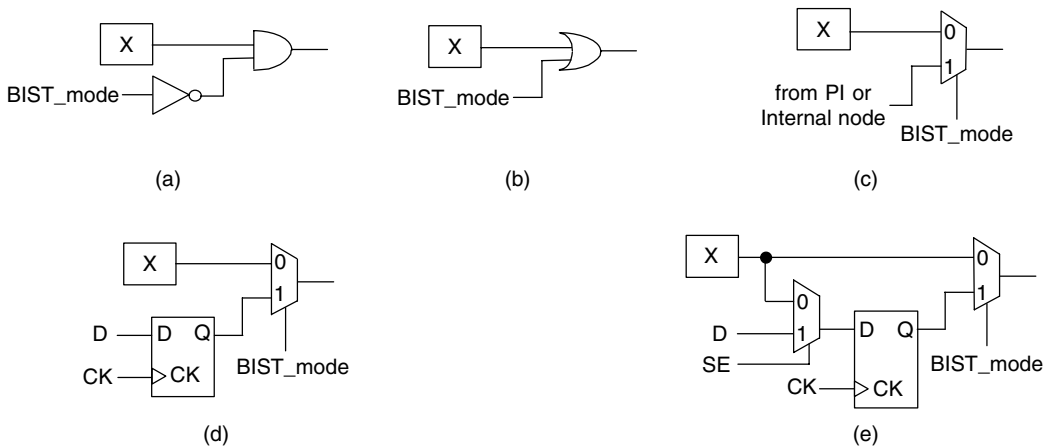 X
BIST_mode
(a)
X
BIST_mode
(b)
X
0
1
from PI or
Internal node
BIST_mode
(c)
X
0
1
D
D Q
CK
CK
BIST_mode
(d)
X
0
1
0
1
D
SE
D Q
CK
CK
BIST_mode
(e)